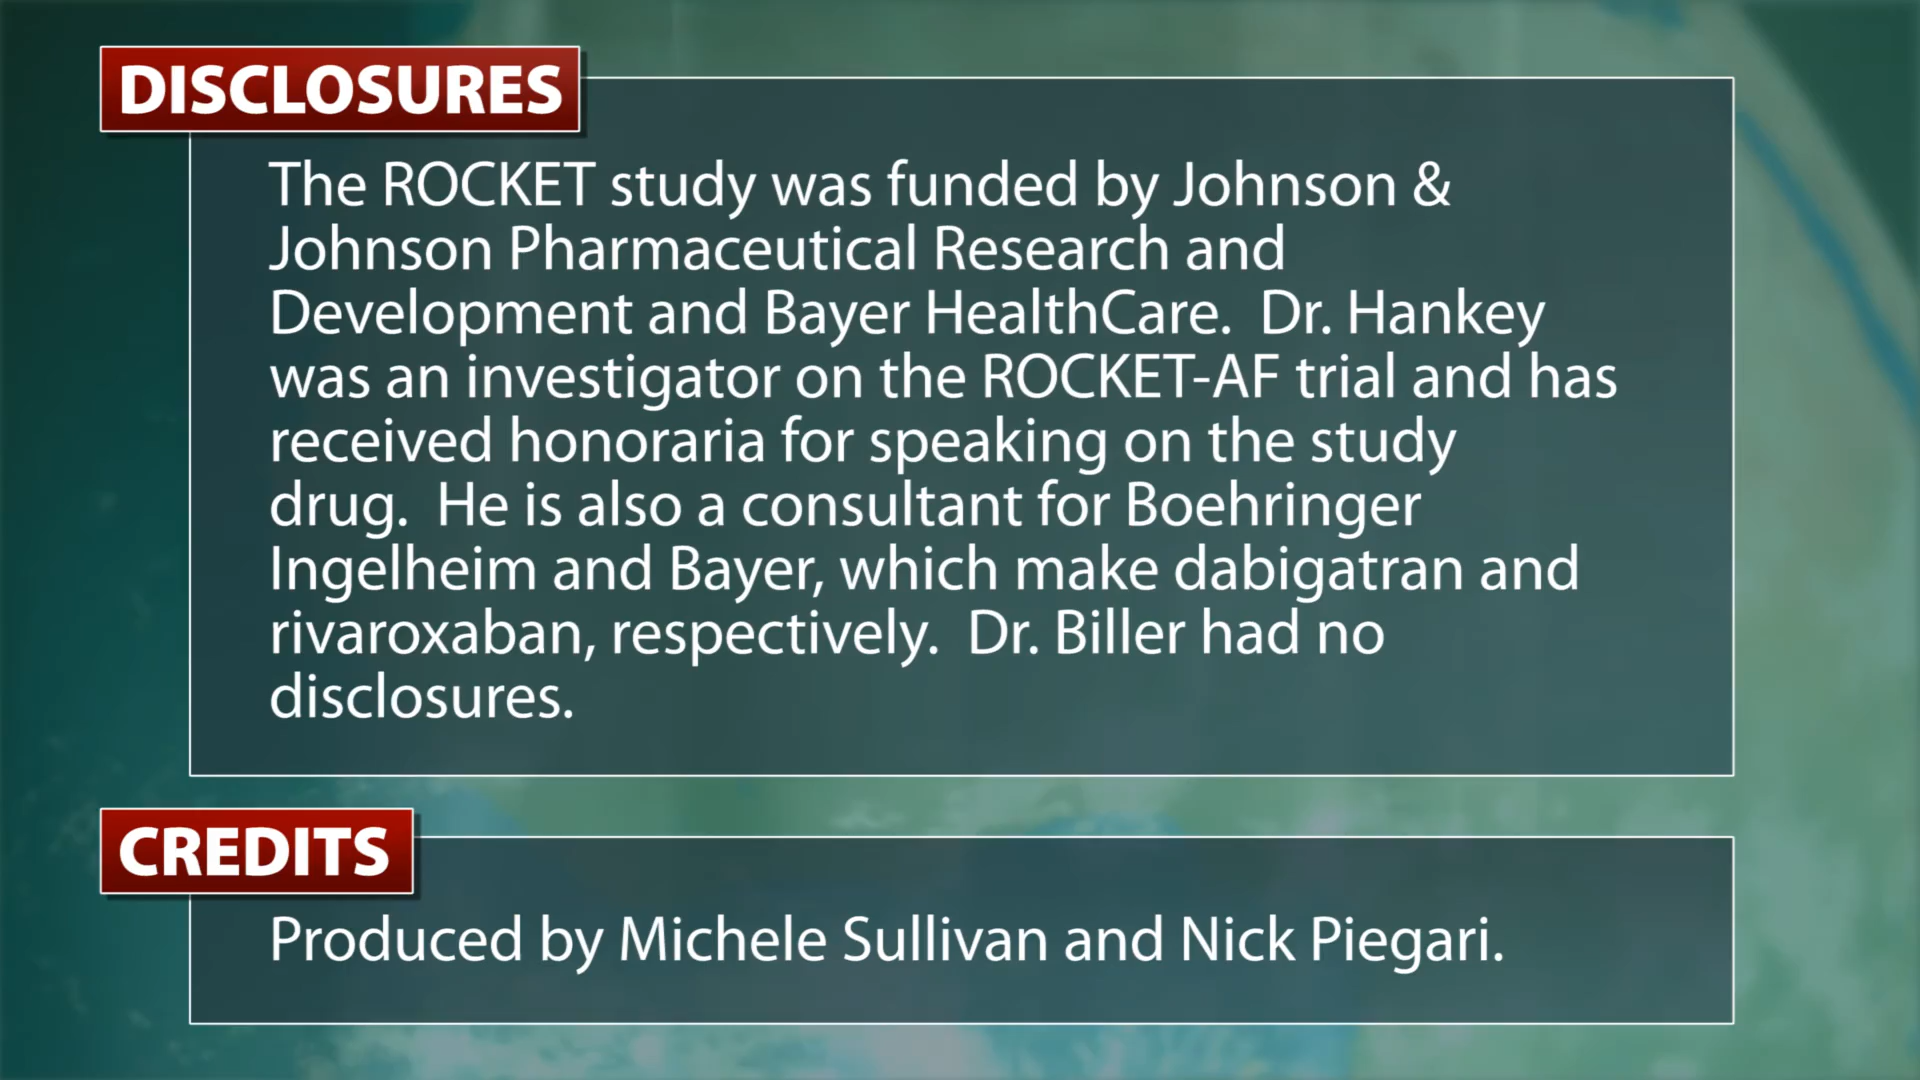 DISCLOSURES
The ROCKET study was funded by Johnson &
Johnson Pharmaceutical Research and
Development and Bayer HealthCare.  Dr. Hankey
was an investigator on the ROCKET-AF trial and has
received honoraria for speaking on the study
drug.  He is also a consultant for Boehringer
Ingelheim and Bayer, which make dabigatran and
rivaroxaban, respectively.  Dr. Biller had no
disclosures.
CREDITS
Produced by Michele Sullivan and Nick Piegari.